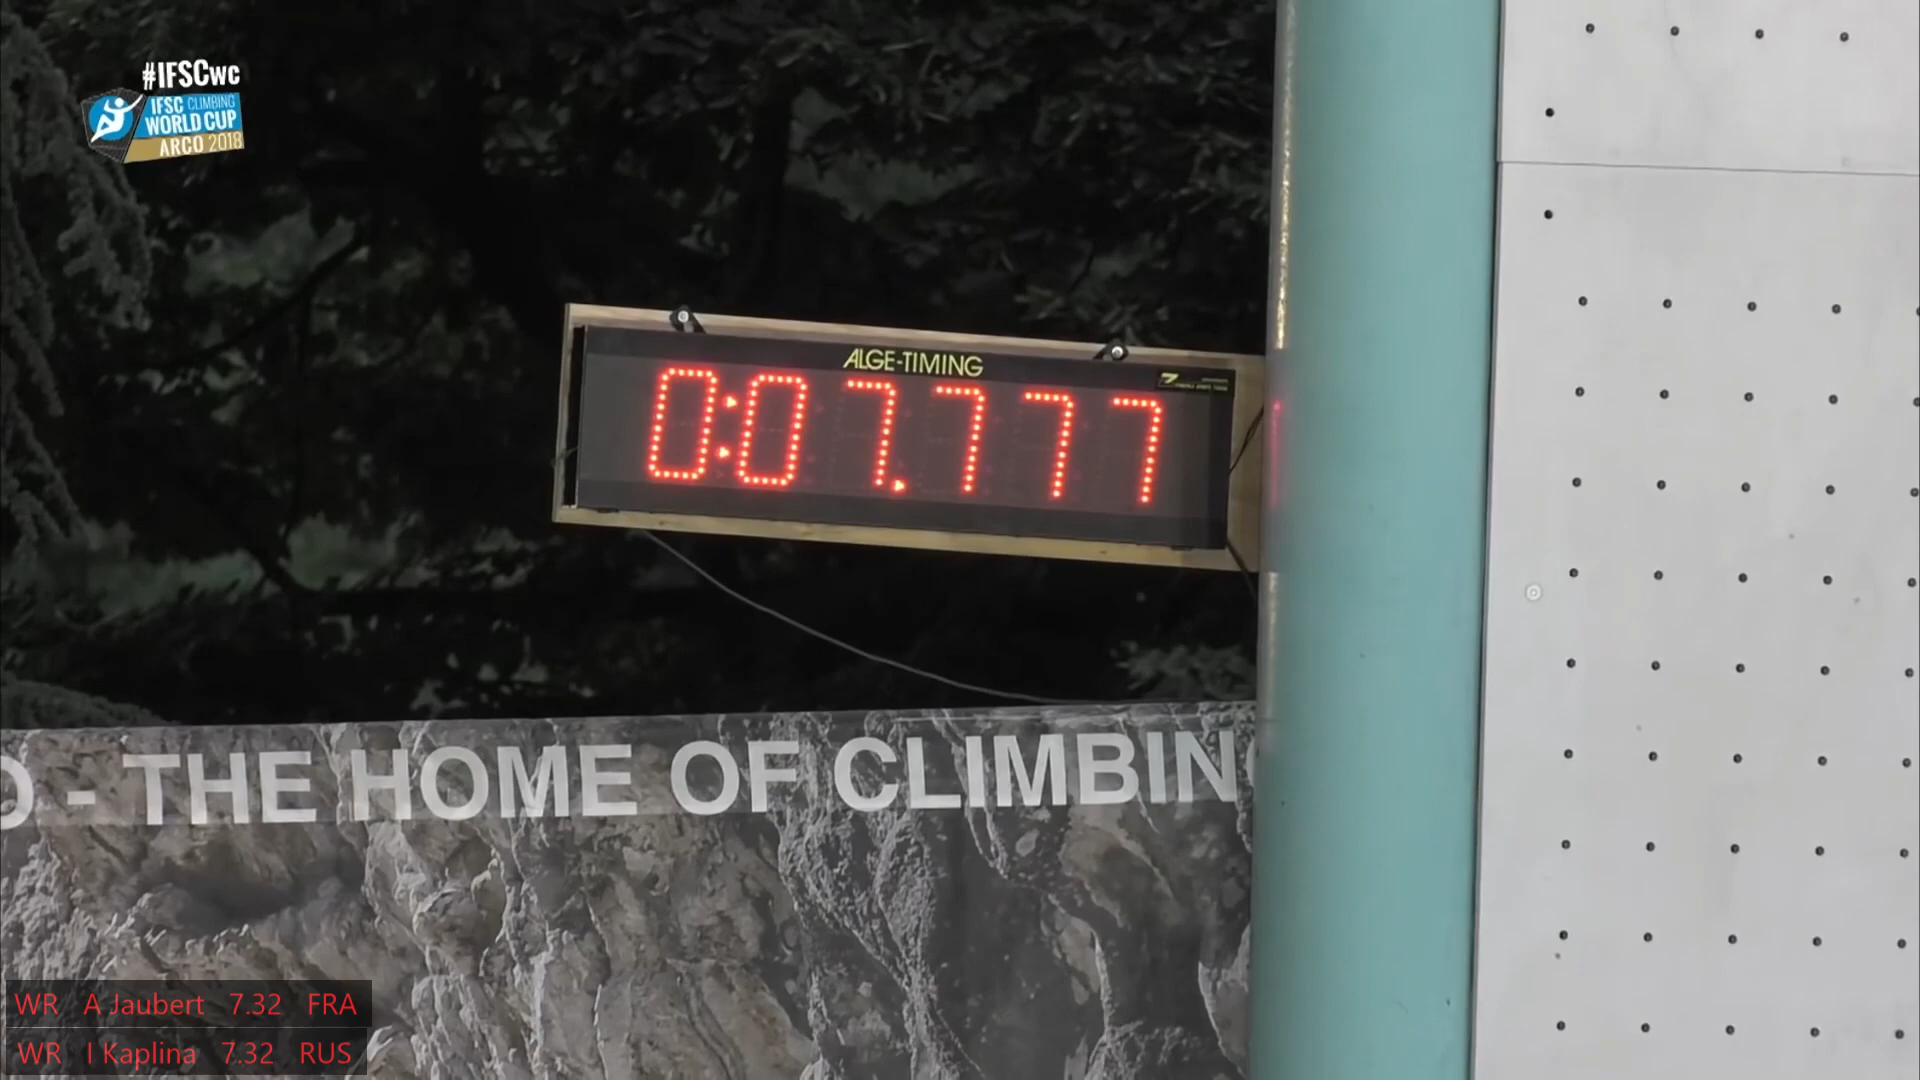 #IFSCwc
IFSC CLIMBING
WORLD CUP
ARCO 2018
ALGE-TIMING
0:07.777
O - THE HOME OF CLIMBING
WR A Jaubert 7.32 FRA
WR I Kaplina 7.32 RUS